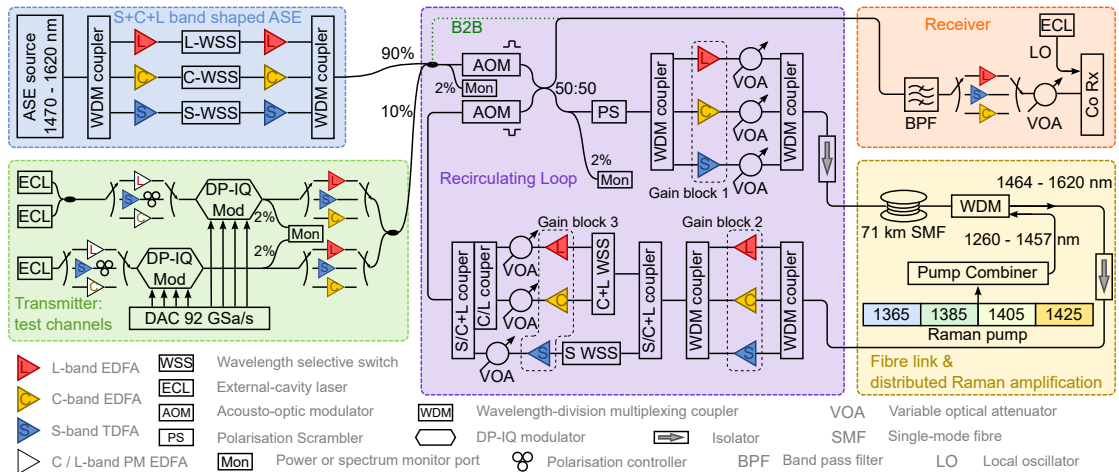 S+C+L band shaped ASE
ASE source
1470 - 1620 nm
WDM coupler
L
L-WSS
L
C
C-WSS
C
S
S-WSS
S
WDM coupler
90%
10%
B2B
AOM
2%
Mon
AOM
50:50
PS
2%
Mon
WDM coupler
L
C
S
Gain block 1
VOA
VOA
VOA
WDM coupler
Recirculating Loop
Receiver
ECL
LO
BPF
L
S
C
VOA
Co Rx
ECL
ECL
L
S
C
DP-IQ
Mod
2%
L
S
C
Mon
2%
ECL
L
S
C
DP-IQ
Mod
L
S
C
Transmitter:
test channels
DAC 92 GSa/s
Gain block 3
Gain block 2
S/C+L coupler
C/L coupler
VOA
L
VOA
C
C+L WSS
VOA
S
S WSS
S/C+L coupler
WDM coupler
L
C
S
WDM coupler
1464 - 1620 nm
WDM
71 km SMF
1260 - 1457 nm
Pump Combiner
1365
1385
1405
1425
Raman pump
Fibre link &
distributed Raman amplification
L
L-band EDFA
WSS
Wavelength selective switch
ECL
External-cavity laser
C
C-band EDFA
AOM
Acousto-optic modulator
WDM
Wavelength-division multiplexing coupler
VOA
Variable optical attenuator
S
S-band TDFA
PS
Polarisation Scrambler
DP-IQ modulator
Isolator
SMF
Single-mode fibre
C / L-band PM EDFA
Mon
Power or spectrum monitor port
Polarisation controller
BPF
Band pass filter
LO
Local oscillator